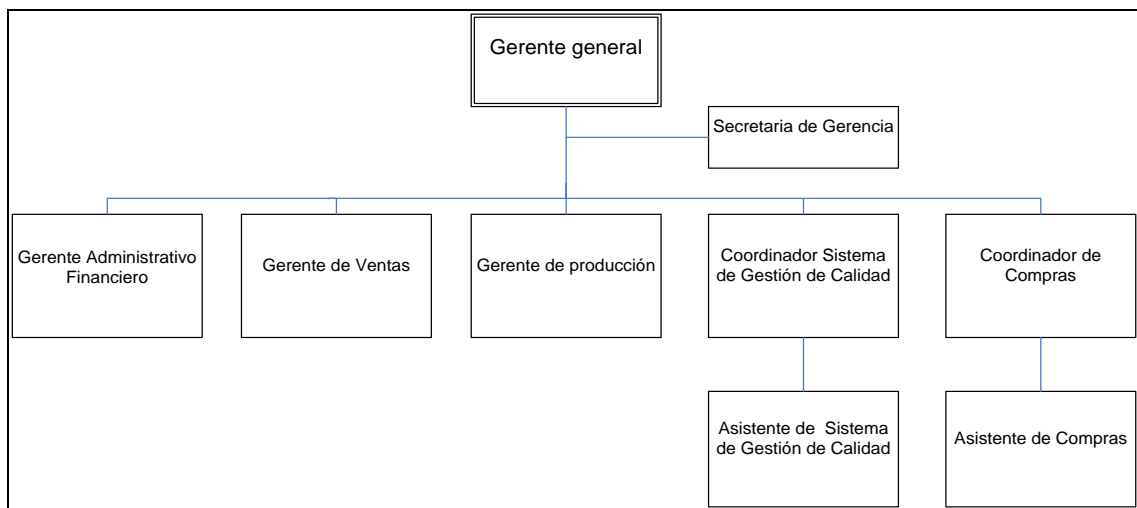 Gerente general
Secretaria de Gerencia
Gerente Administrativo
Financiero
Gerente de Ventas
Gerente de producción
Coordinador Sistema
de Gestión de Calidad
Coordinador de
Compras
Asistente de Sistema
de Gestión de Calidad
Asistente de Compras